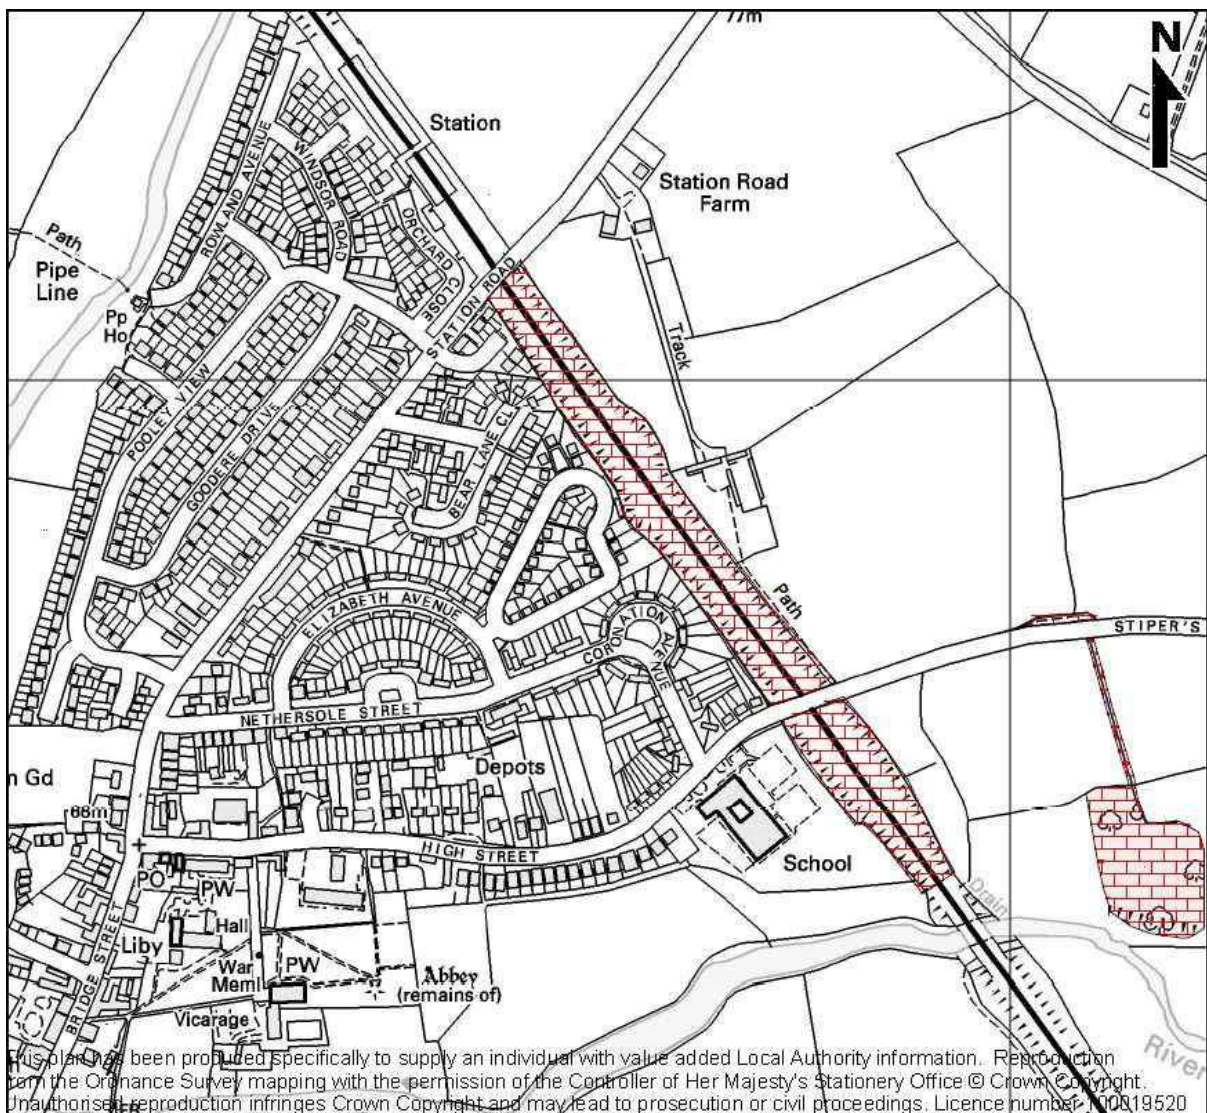 77m
N
Station
Station Road
Farm
ROWLAND AVENUE
WINDSOR ROAD
ORCHARD
CLOSE
STATION ROAD
Path
Pipe
Line
Pp
Ho
Track
POOLEY VIEW
GOODERE DRIVE
BEAR LANE CL
ELIZABETH AVENUE
CORONATION AVENUE
Path
STIPER'S
NETHERSOLE STREET
Depots
n Gd
68m
HIGH STREET
School
PO
PW
Hall
Liby
War
Meml
PW
Abbey
(remains of)
Vicarage
BRIDGE STREET
Drain
River
This plan has been produced specifically to supply an individual with value added Local Authority information. Reproduction
from the Ordnance Survey mapping with the permission of the Controller of Her Majesty's Stationery Office © Crown Copyright.
Unauthorised reproduction infringes Crown Copyright and may lead to prosecution or civil proceedings. Licence number 100019520